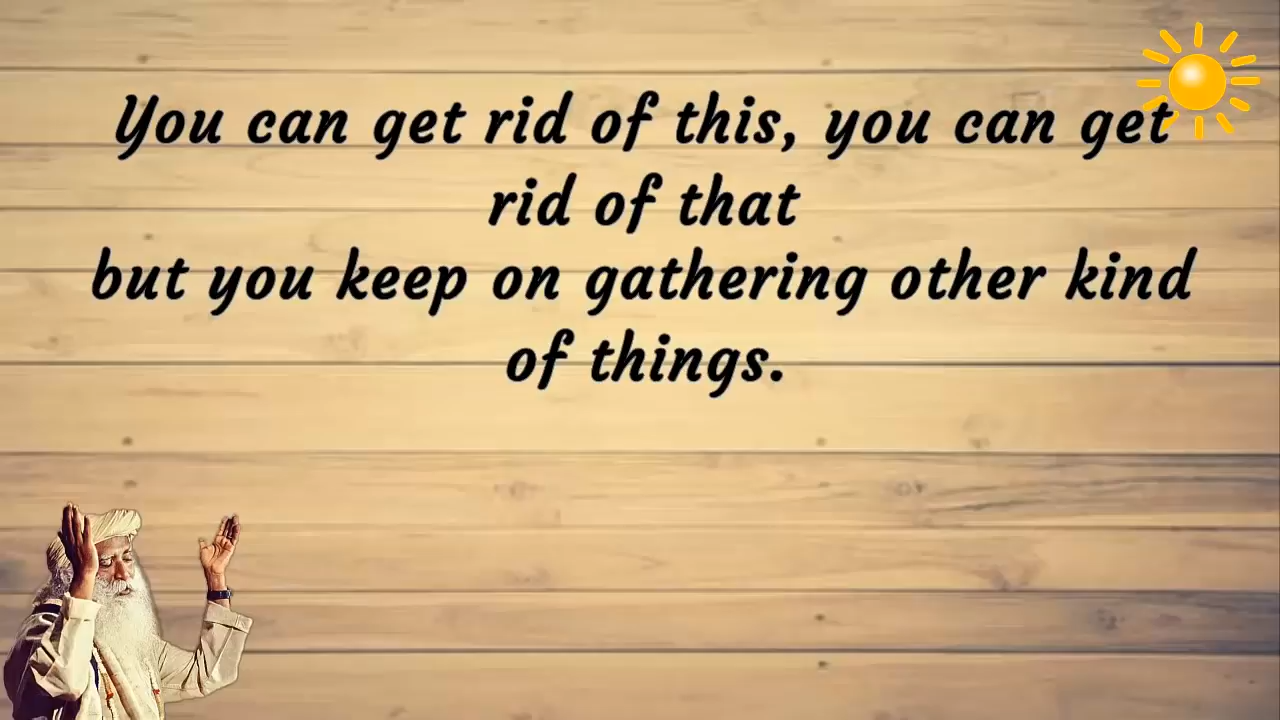 You can get rid of this, you can get
rid of that
but you keep on gathering other kind
of things.